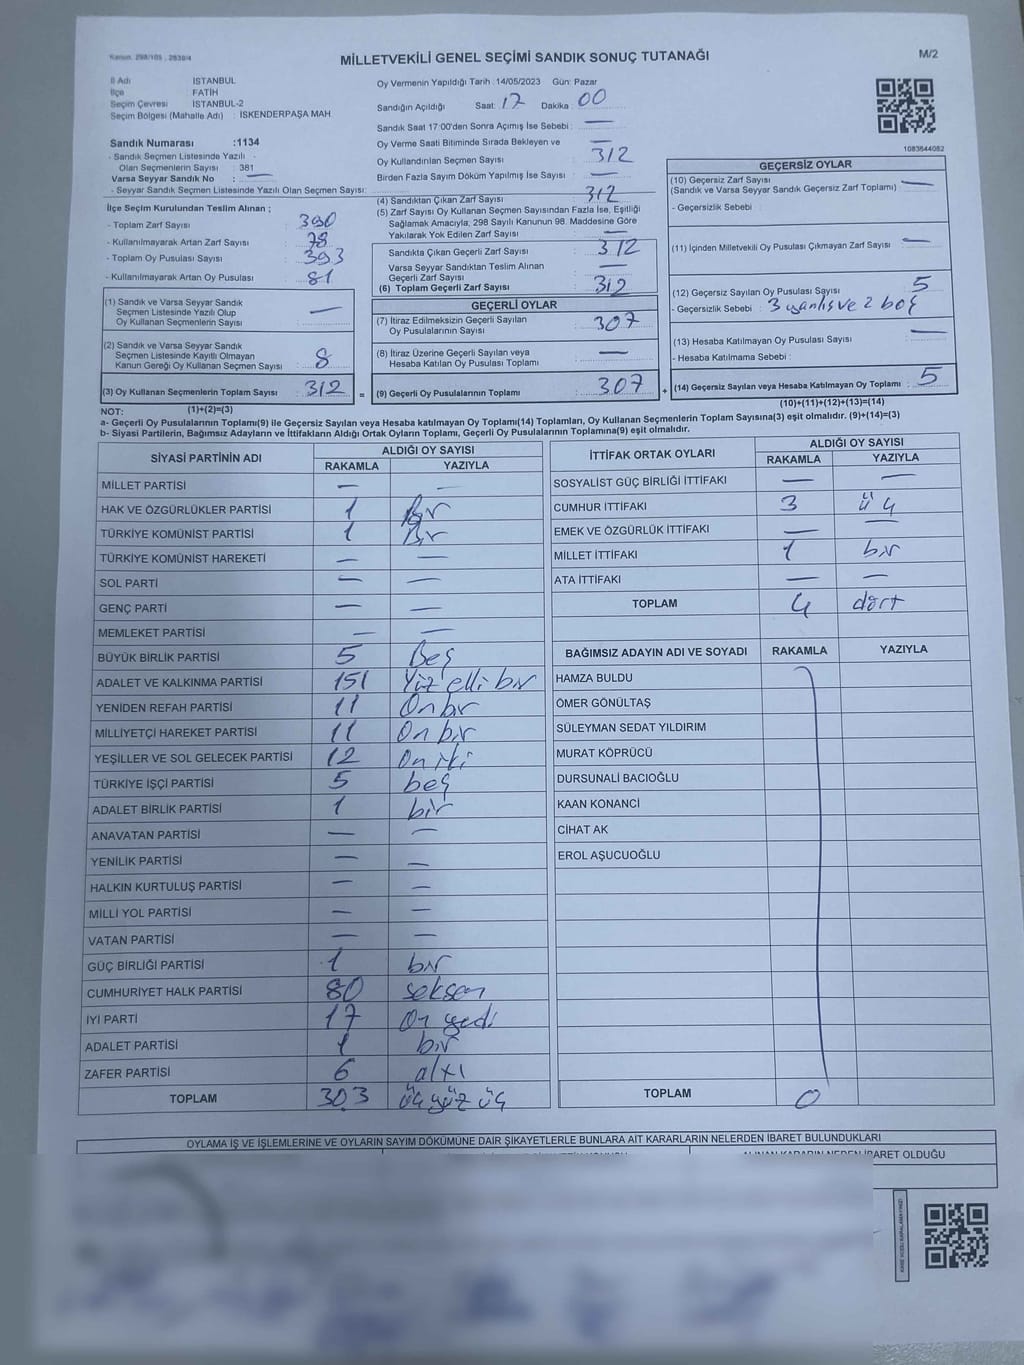 Kanun. 298/105 , 2839/4
MİLLETVEKİLİ GENEL SEÇİMİ SANDIK SONUÇ TUTANAĞI
M/2
İl Adı : İSTANBUL
İlçe : FATİH
Seçim Çevresi : İSTANBUL-2
Seçim Bölgesi (Mahalle Adı) : İSKENDERPAŞA MAH.
Oy Vermenin Yapıldığı Tarih : 14/05/2023 Gün: Pazar
Sandığın Açıldığı Saat: 17 Dakika : 00
Sandık Saat 17:00'den Sonra Açımış İse Sebebi : —
Oy Verme Saati Bitiminde Sırada Bekleyen ve —
Oy Kullandırılan Seçmen Sayısı : 312
Birden Fazla Sayım Döküm Yapılmış İse Sayısı : —
1083644082
Sandık Numarası :1134
- Sandık Seçmen Listesinde Yazılı -
Olan Seçmenlerin Sayısı : 381
Varsa Seyyar Sandık No : —
- Seyyar Sandık Seçmen Listesinde Yazılı Olan Seçmen Sayısı:
İlçe Seçim Kurulundan Teslim Alınan ;
- Toplam Zarf Sayısı : 390
- Kullanılmayarak Artan Zarf Sayısı : 78
- Toplam Oy Pusulası Sayısı : 393
- Kullanılmayarak Artan Oy Pusulası : 81
(1) Sandık ve Varsa Seyyar Sandık
Seçmen Listesinde Yazılı Olup
Oy Kullanan Seçmenlerin Sayısı : —
(2) Sandık ve Varsa Seyyar Sandık
Seçmen Listesinde Kayıtlı Olmayan
Kanun Gereği Oy Kullanan Seçmen Sayısı : 8
(3) Oy Kullanan Seçmenlerin Toplam Sayısı : 312
(1)+(2)=(3)
(4) Sandıktan Çıkan Zarf Sayısı : 312
(5) Zarf Sayısı Oy Kullanan Seçmen Sayısından Fazla İse, Eşitliği
Sağlamak Amacıyla, 298 Sayılı Kanunun 98. Maddesine Göre
Yakılarak Yok Edilen Zarf Sayısı : —
Sandıkta Çıkan Geçerli Zarf Sayısı : 312
Varsa Seyyar Sandıktan Teslim Alınan
Geçerli Zarf Sayısı : —
(6) Toplam Geçerli Zarf Sayısı : 312
GEÇERLİ OYLAR
(7) İtiraz Edilmeksizin Geçerli Sayılan
Oy Pusulalarının Sayısı : 307
(8) İtiraz Üzerine Geçerli Sayılan veya
Hesaba Katılan Oy Pusulası Toplamı : —
= (9) Geçerli Oy Pusulalarının Toplamı : 307
GEÇERSİZ OYLAR
(10) Geçersiz Zarf Sayısı : —
(Sandık ve Varsa Seyyar Sandık Geçersiz Zarf Toplamı)
- Geçersizlik Sebebi :
(11) İçinden Milletvekili Oy Pusulası Çıkmayan Zarf Sayısı : —
(12) Geçersiz Sayılan Oy Pusulası Sayısı : 5
- Geçersizlik Sebebi : 3 yanlış ve 2 boş
(13) Hesaba Katılmayan Oy Pusulası Sayısı : —
- Hesaba Katılmama Sebebi :
+ (14) Geçersiz Sayılan veya Hesaba Katılmayan Oy Toplamı : 5
(10)+(11)+(12)+(13)=(14)
NOT:
a- Geçerli Oy Pusulalarının Toplamı(9) ile Geçersiz Sayılan veya Hesaba katılmayan Oy Toplamı(14) Toplamları, Oy Kullanan Seçmenlerin Toplam Sayısına(3) eşit olmalıdır. (9)+(14)=(3)
b- Siyasi Partilerin, Bağımsız Adayların ve İttifakların Aldığı Ortak Oyların Toplamı, Geçerli Oy Pusulalarının Toplamına(9) eşit olmalıdır.
SİYASİ PARTİNİN ADI ALDIĞI OY SAYISI
RAKAMLA YAZIYLA
MİLLET PARTİSİ — —
HAK VE ÖZGÜRLÜKLER PARTİSİ 1 Bir
TÜRKİYE KOMÜNİST PARTİSİ 1 Bir
TÜRKİYE KOMÜNİST HAREKETİ — —
SOL PARTİ — —
GENÇ PARTİ — —
MEMLEKET PARTİSİ — —
BÜYÜK BİRLİK PARTİSİ 5 Beş
ADALET VE KALKINMA PARTİSİ 151 Yüz elli bir
YENİDEN REFAH PARTİSİ 11 On bir
MİLLİYETÇİ HAREKET PARTİSİ 11 On bir
YEŞİLLER VE SOL GELECEK PARTİSİ 12 On iki
TÜRKİYE İŞÇİ PARTİSİ 5 beş
ADALET BİRLİK PARTİSİ 1 bir
ANAVATAN PARTİSİ — —
YENİLİK PARTİSİ — —
HALKIN KURTULUŞ PARTİSİ — —
MİLLİ YOL PARTİSİ — —
VATAN PARTİSİ — —
GÜÇ BİRLİĞİ PARTİSİ 1 bir
CUMHURİYET HALK PARTİSİ 80 seksen
İYİ PARTİ 17 on yedi
ADALET PARTİSİ 1 bir
ZAFER PARTİSİ 6 altı
TOPLAM 303 üç yüz üç
İTTİFAK ORTAK OYLARI ALDIĞI OY SAYISI
RAKAMLA YAZIYLA
SOSYALİST GÜÇ BİRLİĞİ İTTİFAKI — —
CUMHUR İTTİFAKI 3 üç
EMEK VE ÖZGÜRLÜK İTTİFAKI — —
MİLLET İTTİFAKI 1 bir
ATA İTTİFAKI — —
TOPLAM 4 dört
BAĞIMSIZ ADAYIN ADI VE SOYADI RAKAMLA YAZIYLA
HAMZA BULDU
ÖMER GÖNÜLTAŞ
SÜLEYMAN SEDAT YILDIRIM
MURAT KÖPRÜCÜ
DURSUNALİ BACIOĞLU
KAAN KONANCİ
CİHAT AK
EROL AŞUCUOĞLU
TOPLAM 0
OYLAMA İŞ VE İŞLEMLERİNE VE OYLARIN SAYIM DÖKÜMÜNE DAİR ŞİKAYETLERLE BUNLARA AİT KARARLARIN NELERDEN İBARET BULUNDUKLARI
ALINAN KARARIN NEDEN İBARET OLDUĞU